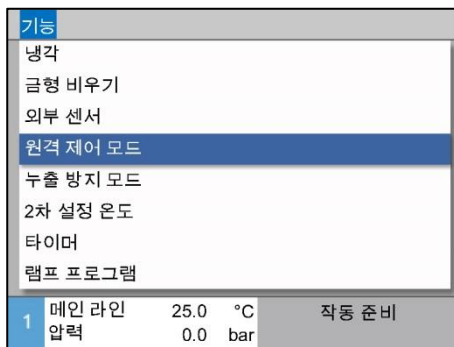 기능
냉각
금형 비우기
외부 센서
원격 제어 모드
누출 방지 모드
2차 설정 온도
타이머
램프 프로그램
1 메인 라인 25.0 °C 작동 준비
압력 0.0 bar